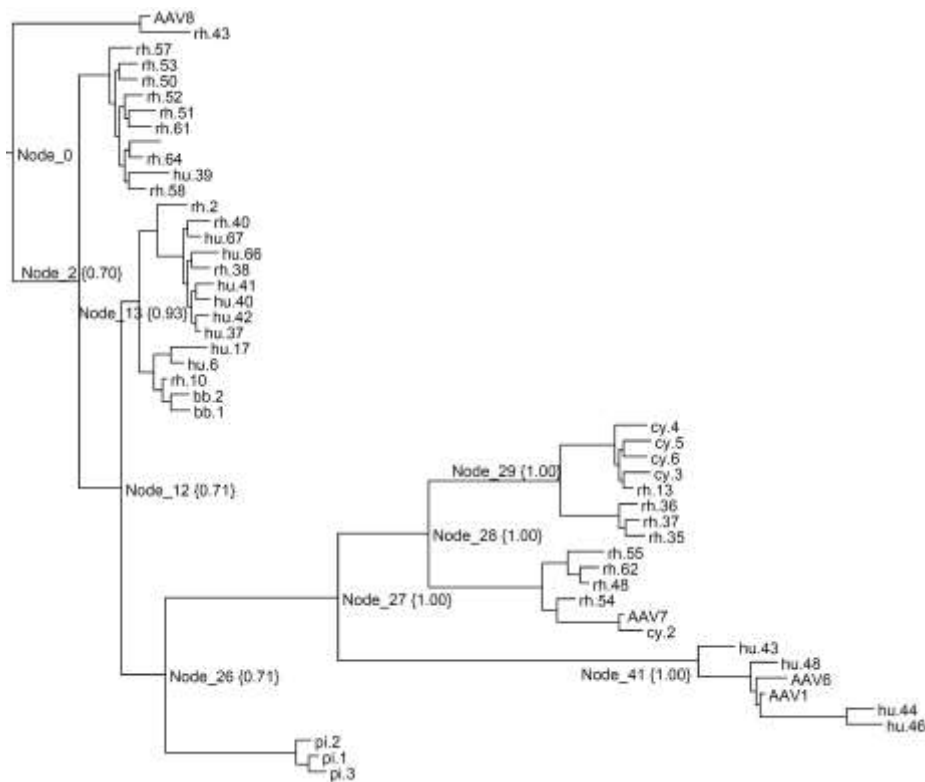 AAV8
rh.43
rh.57
rh.53
rh.50
rh.52
rh.51
rh.61
Node_0
rh.64
hu.39
rh.58
rh.2
rh.40
hu.67
hu.66
rh.38
Node_2 {0.70}
hu.41
hu.40
Node_13 {0.93}
hu.42
hu.37
hu.17
hu.6
rh.10
bb.2
bb.1
cy.4
cy.5
cy.6
Node_29 {1.00}
cy.3
rh.13
Node_12 {0.71}
rh.36
rh.37
Node_28 {1.00}
rh.35
rh.55
rh.62
rh.48
Node_27 {1.00}
rh.54
AAV7
cy.2
hu.43
hu.48
Node_26 {0.71}
Node_41 {1.00}
AAV6
AAV1
hu.44
hu.46
pi.2
pi.1
pi.3